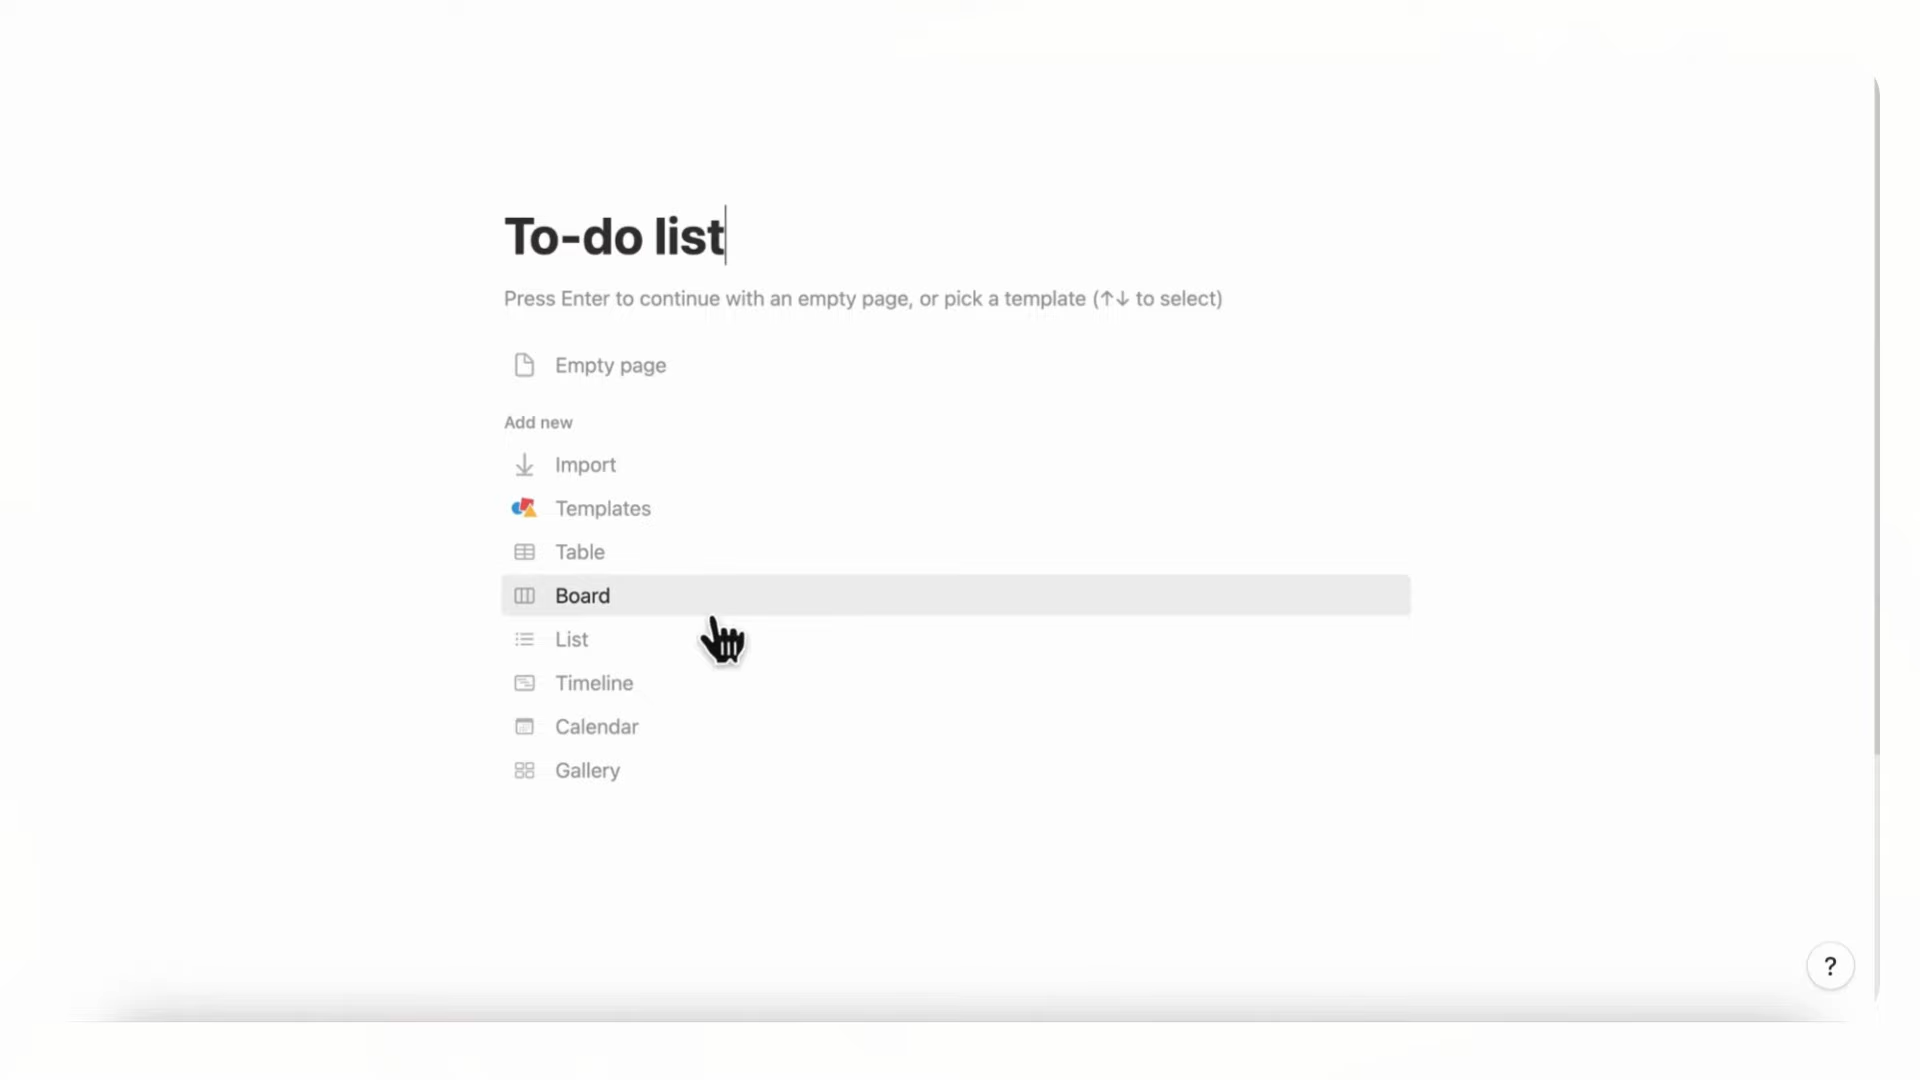 To-do list
Press Enter to continue with an empty page, or pick a template (↑↓ to select)
Empty page
Add new
Import
Templates
Table
Board
List
Timeline
Calendar
Gallery
?